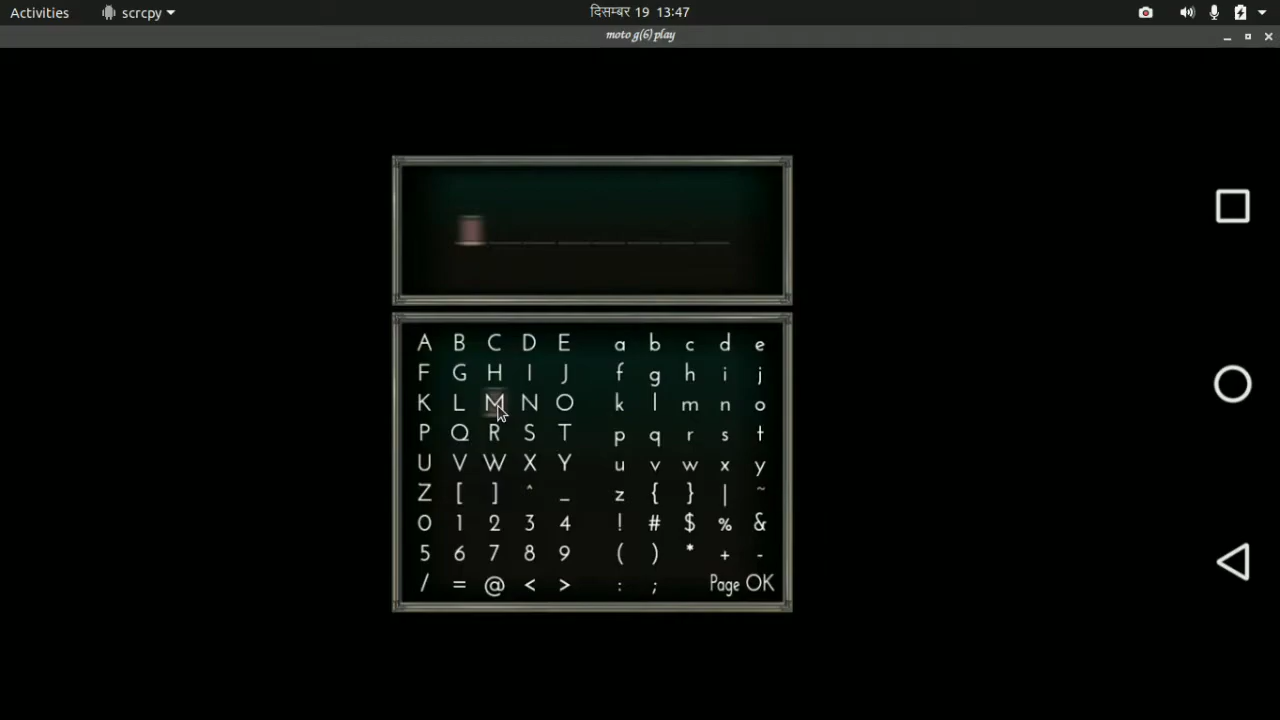 Activities scrcpy दिसम्बर 19 13:47
moto g(6) play
A B C D E a b c d e
F G H I J f g h i j
K L M N O k l m n o
P Q R S T p q r s t
U V W X Y u v w x y
Z [ ] ^ _ z { } | ~
0 1 2 3 4 ! # $ % &
5 6 7 8 9 ( ) * + -
/ = @ < > : ; Page OK